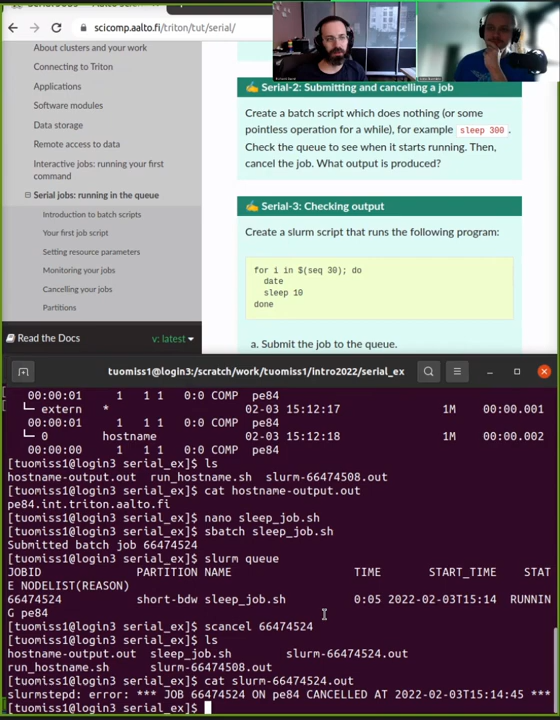 scicomp.aalto.fi/triton/tut/serial/
About clusters and your work
Connecting to Triton
Applications
Software modules
Data storage
Remote access to data
Interactive jobs: running your first
command
Serial jobs: running in the queue
Introduction to batch scripts
Your first job script
Setting resource parameters
Monitoring your jobs
Cancelling your jobs
Partitions
Read the Docs
v: latest
Serial-2: Submitting and cancelling a job
Create a batch script which does nothing (or some
pointless operation for a while), for example sleep 300 .
Check the queue to see when it starts running. Then,
cancel the job. What output is produced?
Serial-3: Checking output
Create a slurm script that runs the following program:
for i in $(seq 30); do
date
sleep 10
done
a. Submit the job to the queue.
tuomiss1@login3:/scratch/work/tuomiss1/intro2022/serial_ex
00:00:01 1 1 1 0:0 COMP pe84
└─ extern * 02-03 15:12:17 1M 00:00.001
00:00:01 1 1 1 0:0 COMP pe84
└─ 0 hostname 02-03 15:12:18 1M 00:00.002
00:00:00 1 1 1 0:0 COMP pe84
[tuomiss1@login3 serial_ex]$ ls
hostname-output.out run_hostname.sh slurm-66474508.out
[tuomiss1@login3 serial_ex]$ cat hostname-output.out
pe84.int.triton.aalto.fi
[tuomiss1@login3 serial_ex]$ nano sleep_job.sh
[tuomiss1@login3 serial_ex]$ sbatch sleep_job.sh
Submitted batch job 66474524
[tuomiss1@login3 serial_ex]$ slurm queue
JOBID PARTITION NAME TIME START_TIME STAT
E NODELIST(REASON)
66474524 short-bdw sleep_job.sh 0:05 2022-02-03T15:14 RUNNIN
G pe84
[tuomiss1@login3 serial_ex]$ scancel 66474524
[tuomiss1@login3 serial_ex]$ ls
hostname-output.out sleep_job.sh slurm-66474524.out
run_hostname.sh slurm-66474508.out
[tuomiss1@login3 serial_ex]$ cat slurm-66474524.out
slurmstepd: error: *** JOB 66474524 ON pe84 CANCELLED AT 2022-02-03T15:14:45 ***
[tuomiss1@login3 serial_ex]$